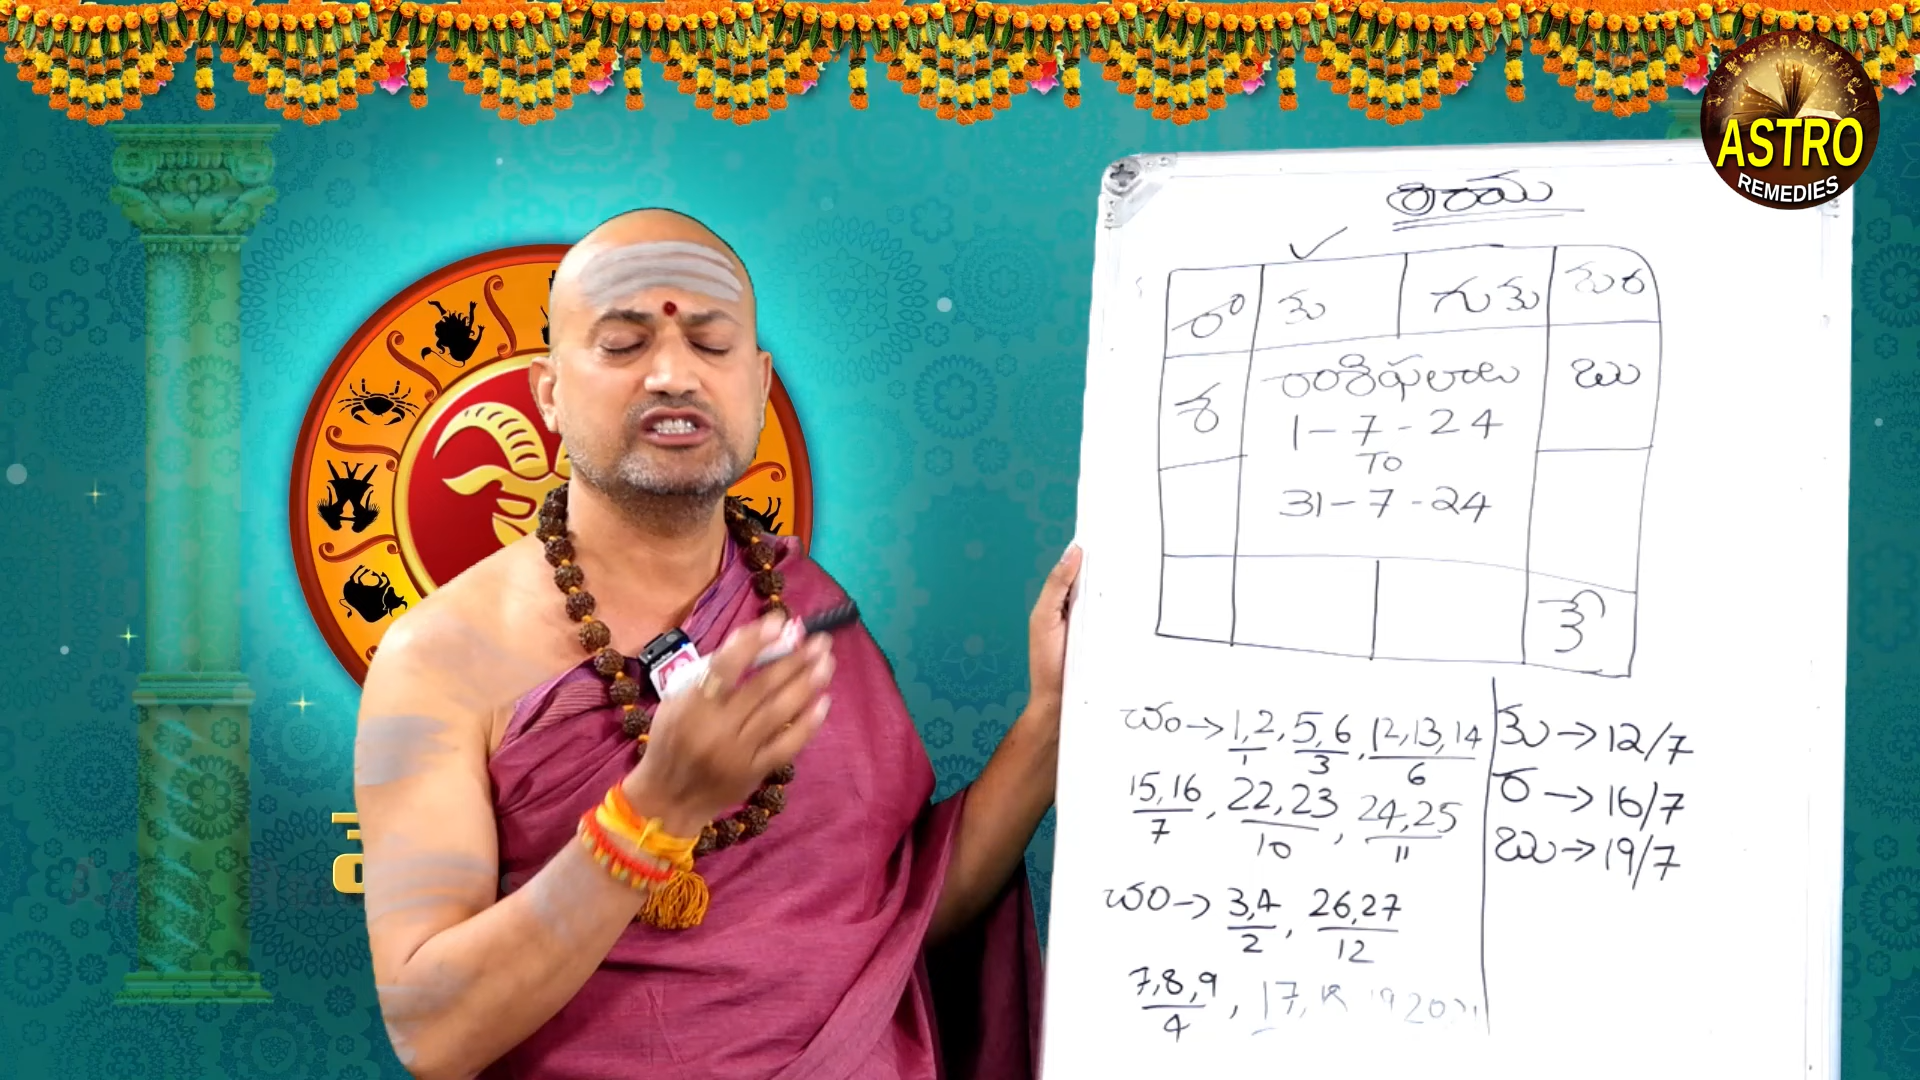 ASTRO
REMEDIES
శ్రీరామ
రా కు గుకు శుర
రాశిఫలాలు బు
శ
1-7-24
TO
31-7-24
కే
చం→ 1,2, 5,6, 12,13,14 కు→12/7
1 3 6
15,16, 22,23, 24,25 ర→16/7
7 10 11 బు→19/7
చం→ 3,4, 26,27
2 12
7,8,9, 17,18
4